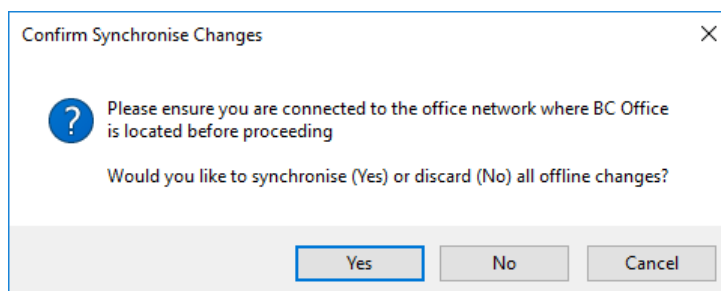 Confirm Synchronise Changes
Please ensure you are connected to the office network where BC Office
is located before proceeding
Would you like to synchronise (Yes) or discard (No) all offline changes?
Yes
No
Cancel